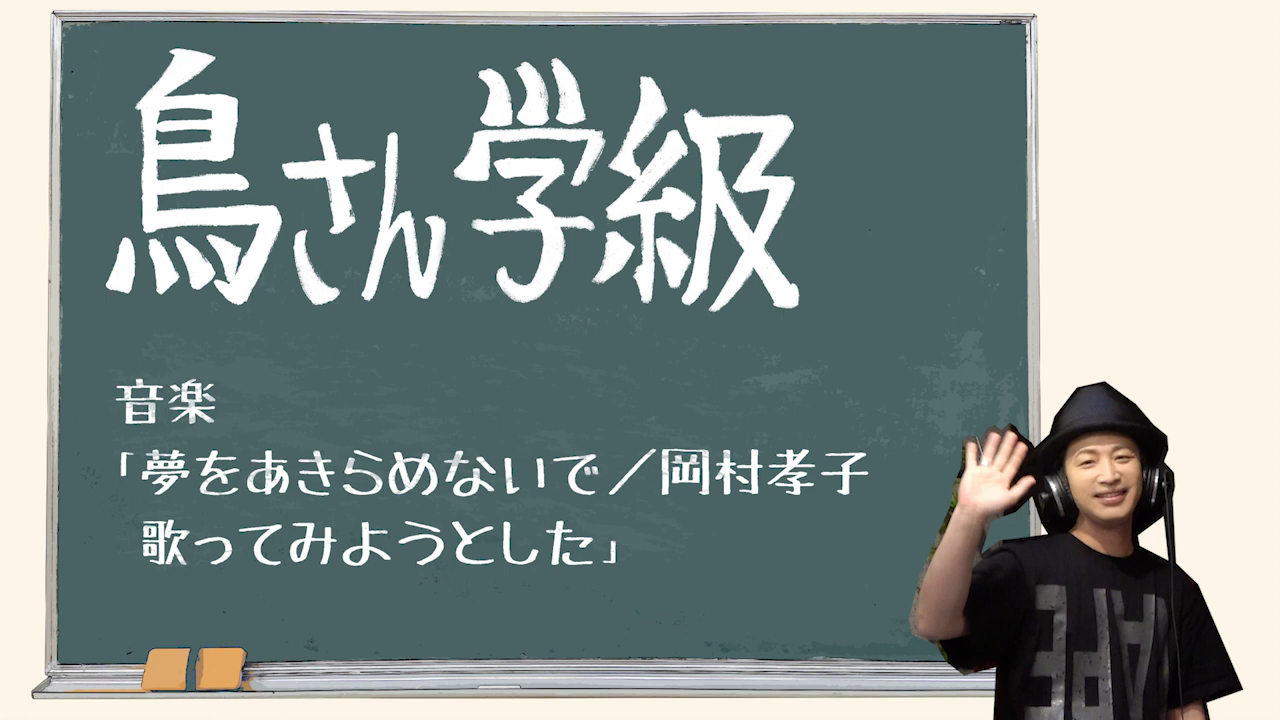 鳥さん学級
音楽
「夢をあきらめないで／岡村孝子
歌ってみようとした」